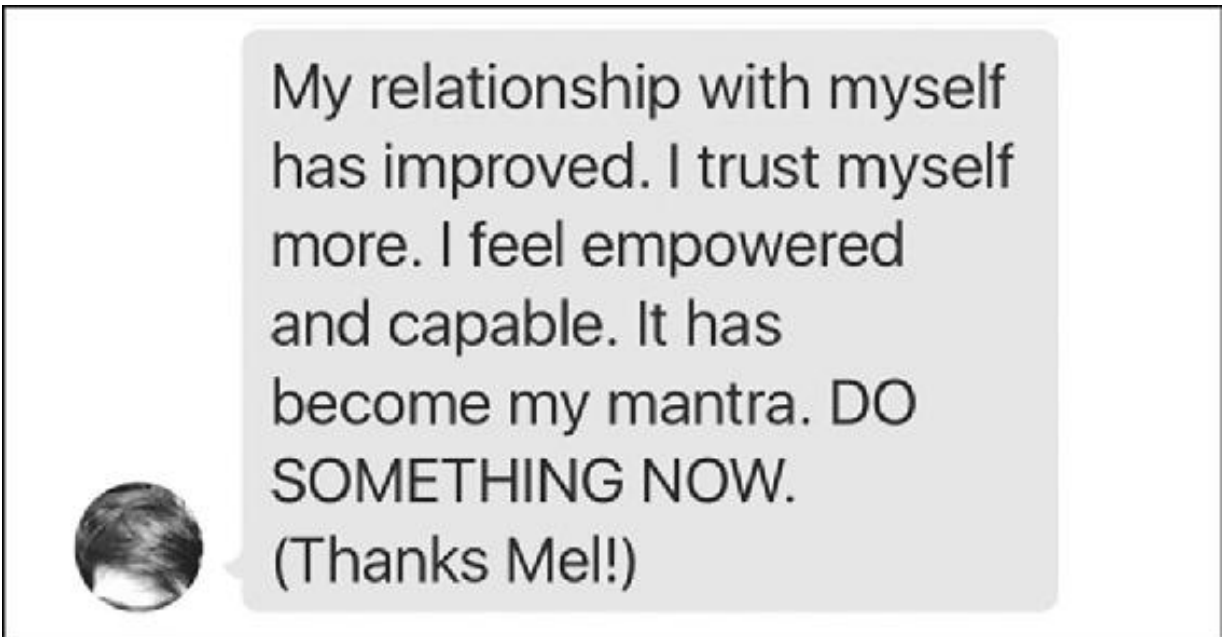 My relationship with myself
has improved. I trust myself
more. I feel empowered
and capable. It has
become my mantra. DO
SOMETHING NOW.
(Thanks Mel!)